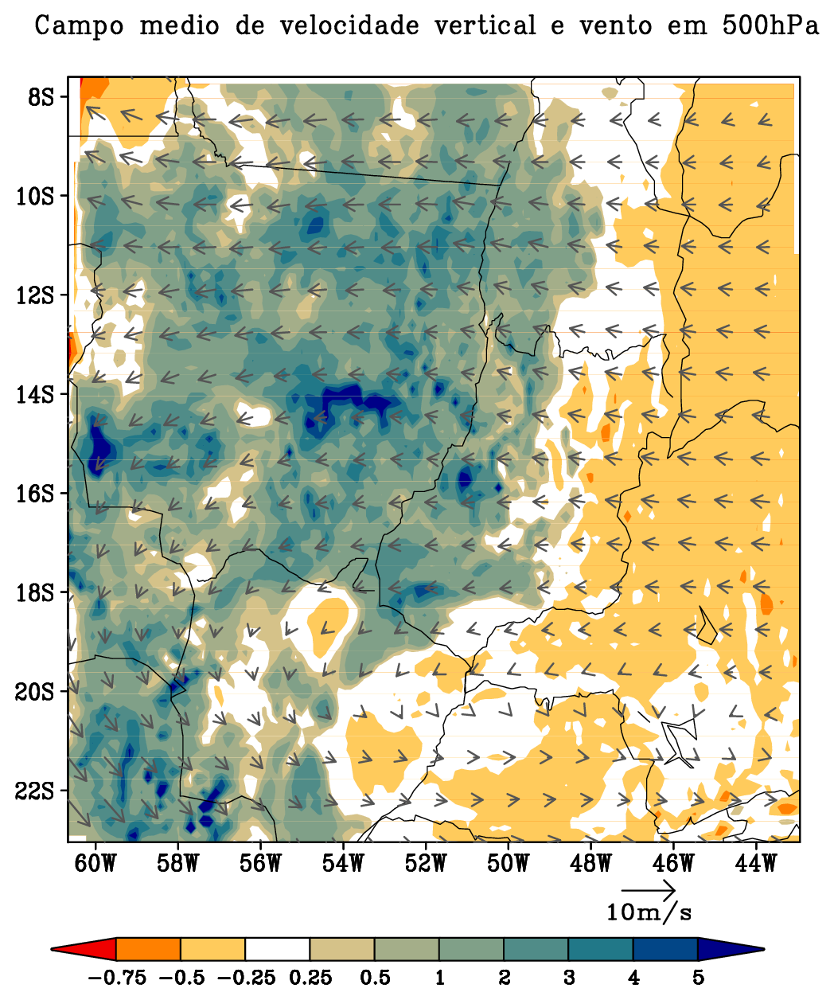 Campo medio de velocidade vertical e vento em 500hPa
8S
10S
12S
14S
16S
18S
20S
22S
60W 58W 56W 54W 52W 50W 48W 46W 44W
10m/s
-0.75 -0.5 -0.25 0.25 0.5 1 2 3 4 5